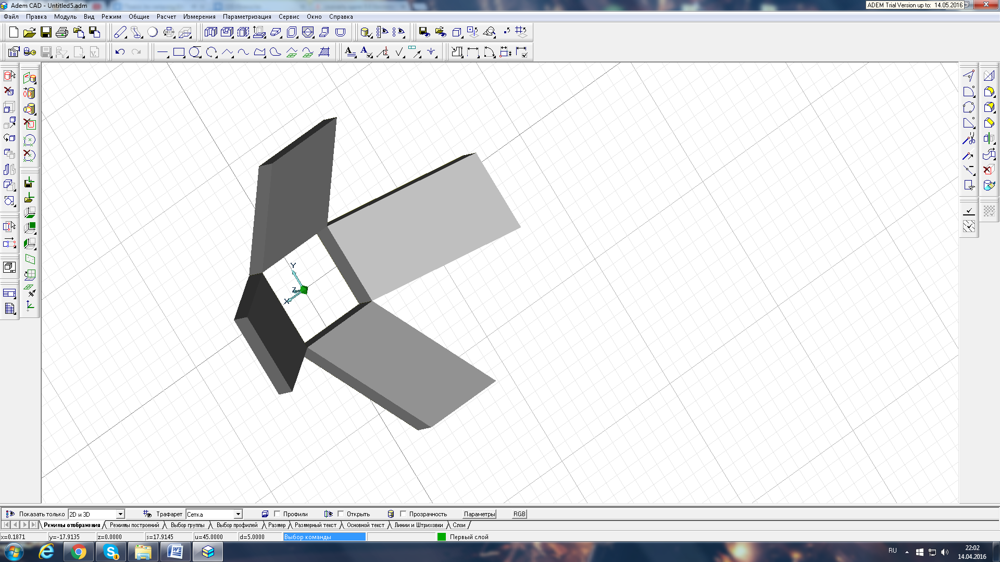 Adem CAD - Untitled5.adm
ADEM Trial Version up to: 14.05.2016
Файл Правка Модуль Вид Режим Общие Расчет Измерения Параметризация Сервис Окно Справка
Y
Z
X
Показать только 2D и 3D Трафарет Сетка Профили Открыть Прозрачность Параметры RGB
Режимы отображения Режимы построений Выбор группы Выбор профилей Размер Размерный текст Основной текст Линии и Штриховки Слои
x=0.1871 y=-17.9135 z=0.0000 s=17.9145 u=45.0000 d=5.0000 Выбор команды Первый слой
RU
22:02
14.04.2016